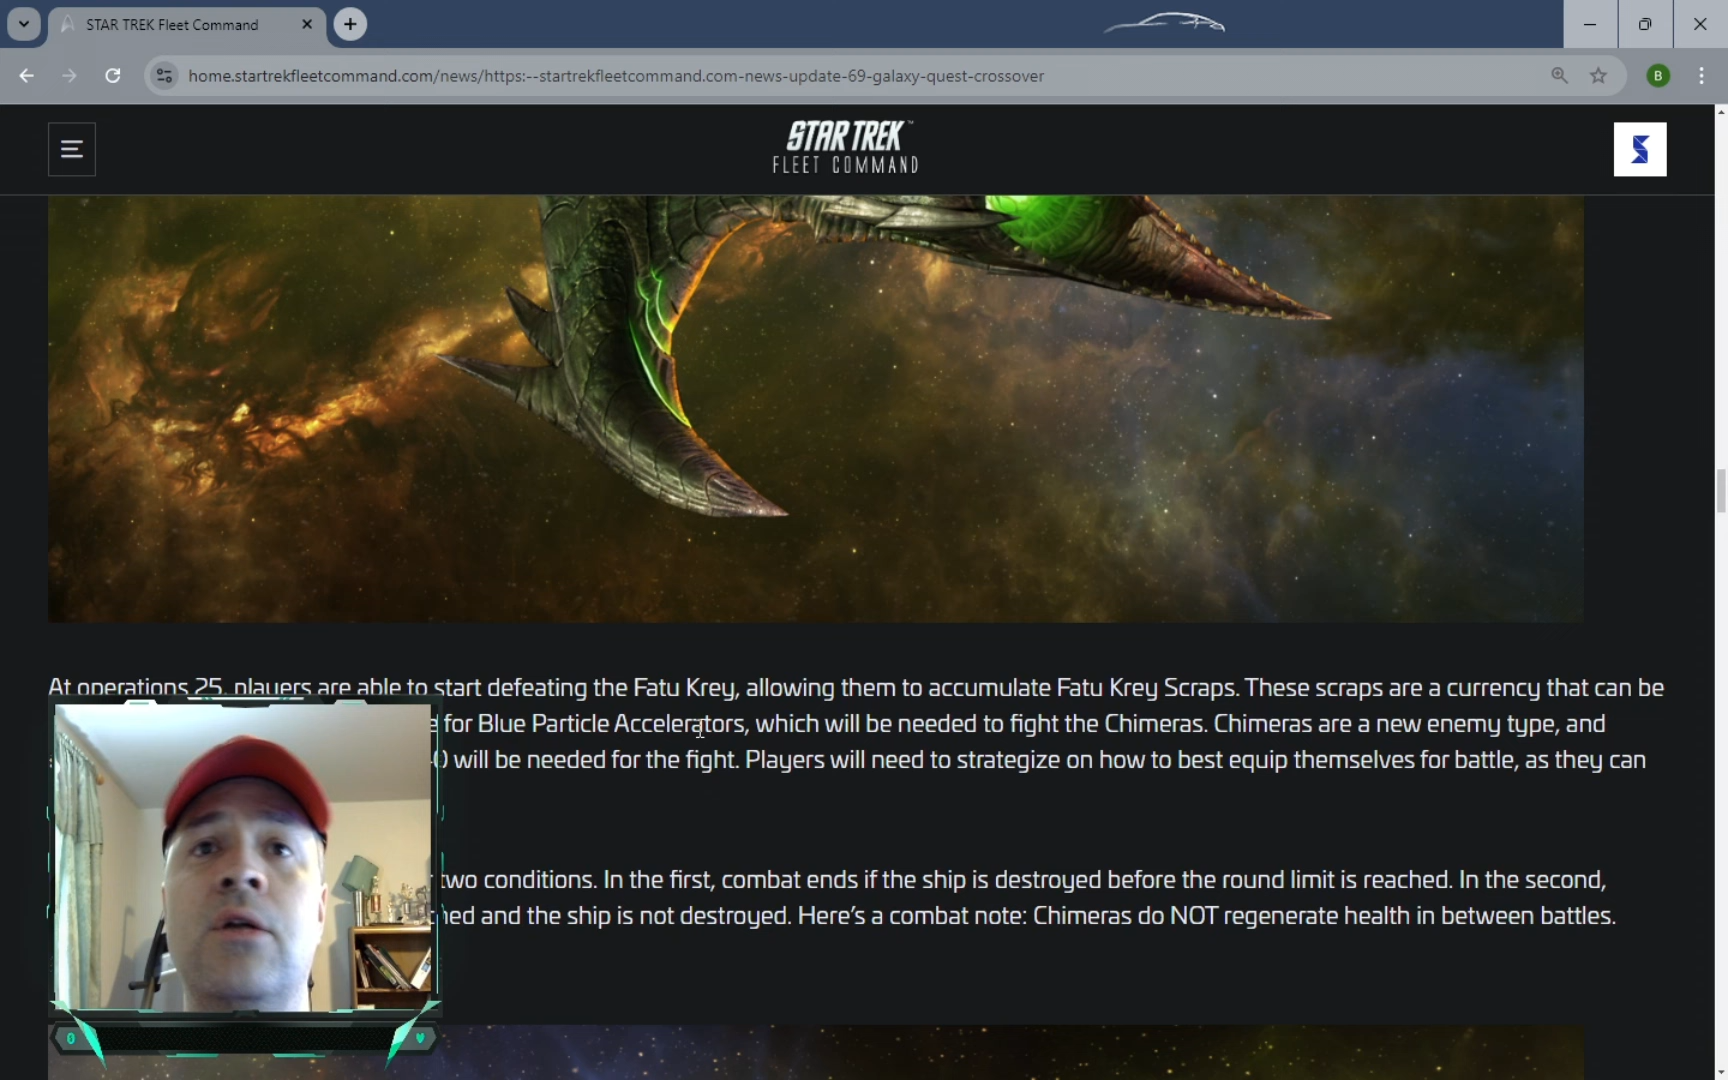 STAR TREK Fleet Command
home.startrekfleetcommand.com/news/https:--startrekfleetcommand.com-news-update-69-galaxy-quest-crossover
B
STAR TREK™
FLEET COMMAND
At operations 25, players are able to start defeating the Fatu Krey, allowing them to accumulate Fatu Krey Scraps. These scraps are a currency that can be
for Blue Particle Accelerators, which will be needed to fight the Chimeras. Chimeras are a new enemy type, and
0 will be needed for the fight. Players will need to strategize on how to best equip themselves for battle, as they can
two conditions. In the first, combat ends if the ship is destroyed before the round limit is reached. In the second,
and the ship is not destroyed. Here’s a combat note: Chimeras do NOT regenerate health in between battles.
0